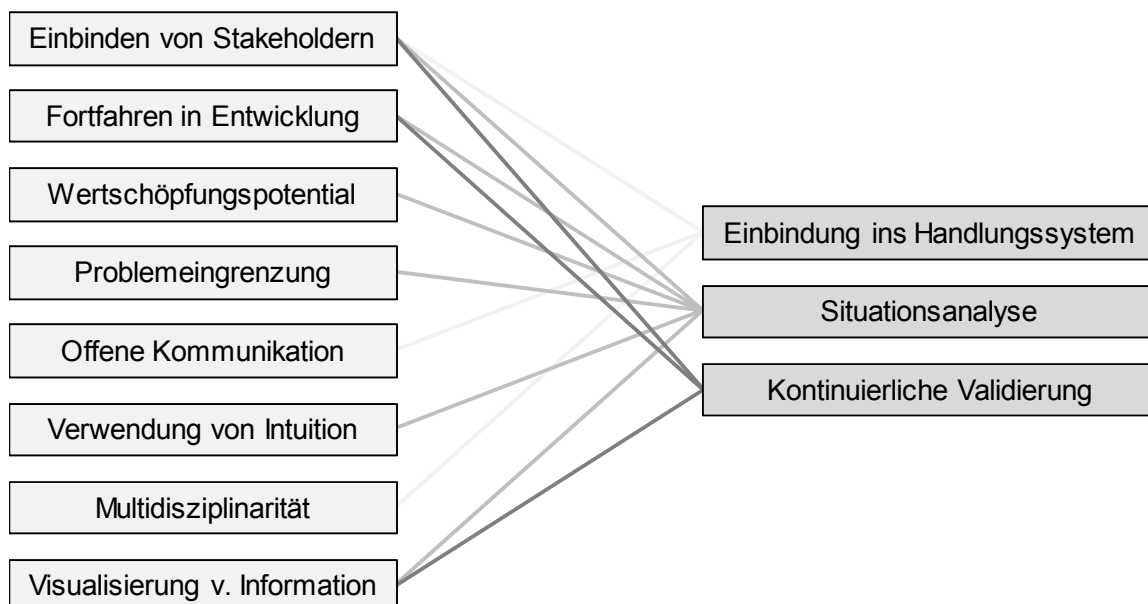 Einbinden von Stakeholdern
Fortfahren in Entwicklung
Wertschöpfungspotential
Problemeingrenzung
Offene Kommunikation
Verwendung von Intuition
Multidisziplinarität
Visualisierung v. Information
Einbindung ins Handlungssystem
Situationsanalyse
Kontinuierliche Validierung